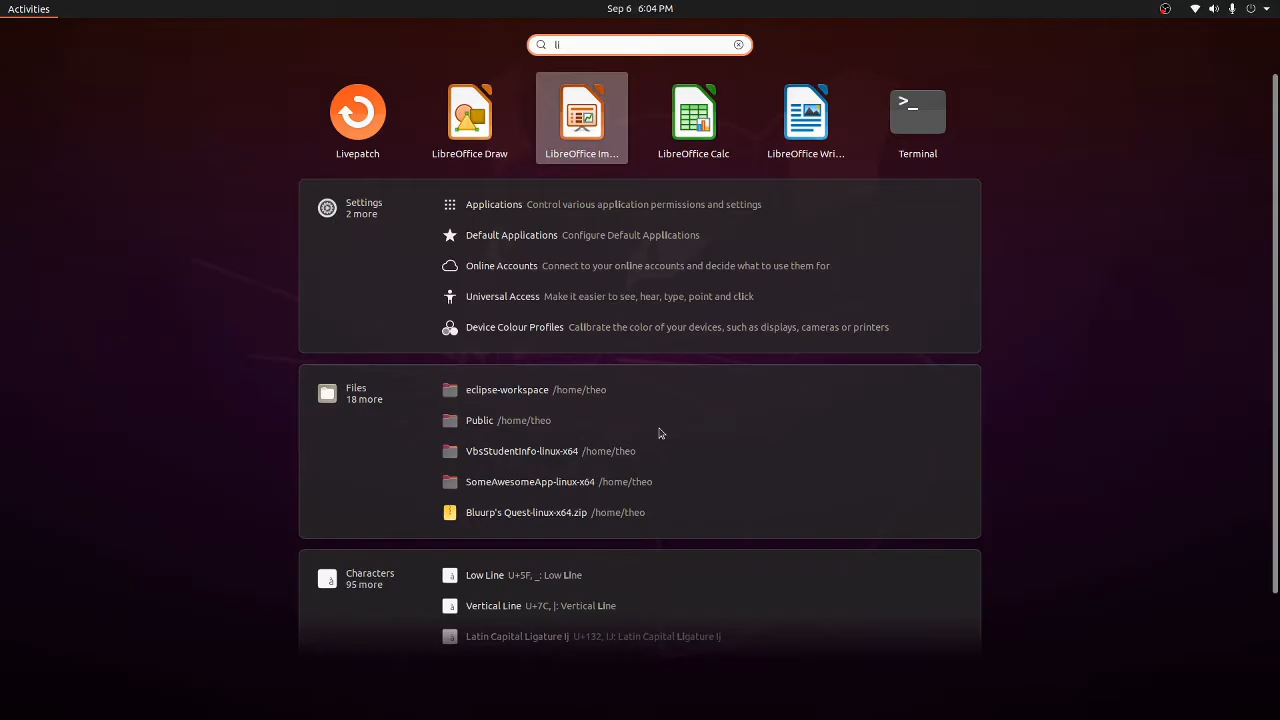 Activities
Sep 6 6:04 PM
li
Livepatch
LibreOffice Draw
LibreOffice Im...
LibreOffice Calc
LibreOffice Wri...
>_
Terminal
Settings
2 more
Applications Control various application permissions and settings
Default Applications Configure Default Applications
Online Accounts Connect to your online accounts and decide what to use them for
Universal Access Make it easier to see, hear, type, point and click
Device Colour Profiles Calibrate the color of your devices, such as displays, cameras or printers
Files
18 more
eclipse-workspace /home/theo
Public /home/theo
VbsStudentInfo-linux-x64 /home/theo
SomeAwesomeApp-linux-x64 /home/theo
Bluurp's Quest-linux-x64.zip /home/theo
à
Characters
95 more
à Low Line U+5F, _: Low Line
à Vertical Line U+7C, |: Vertical Line
à Latin Capital Ligature Ij U+132, Ĳ: Latin Capital Ligature Ij